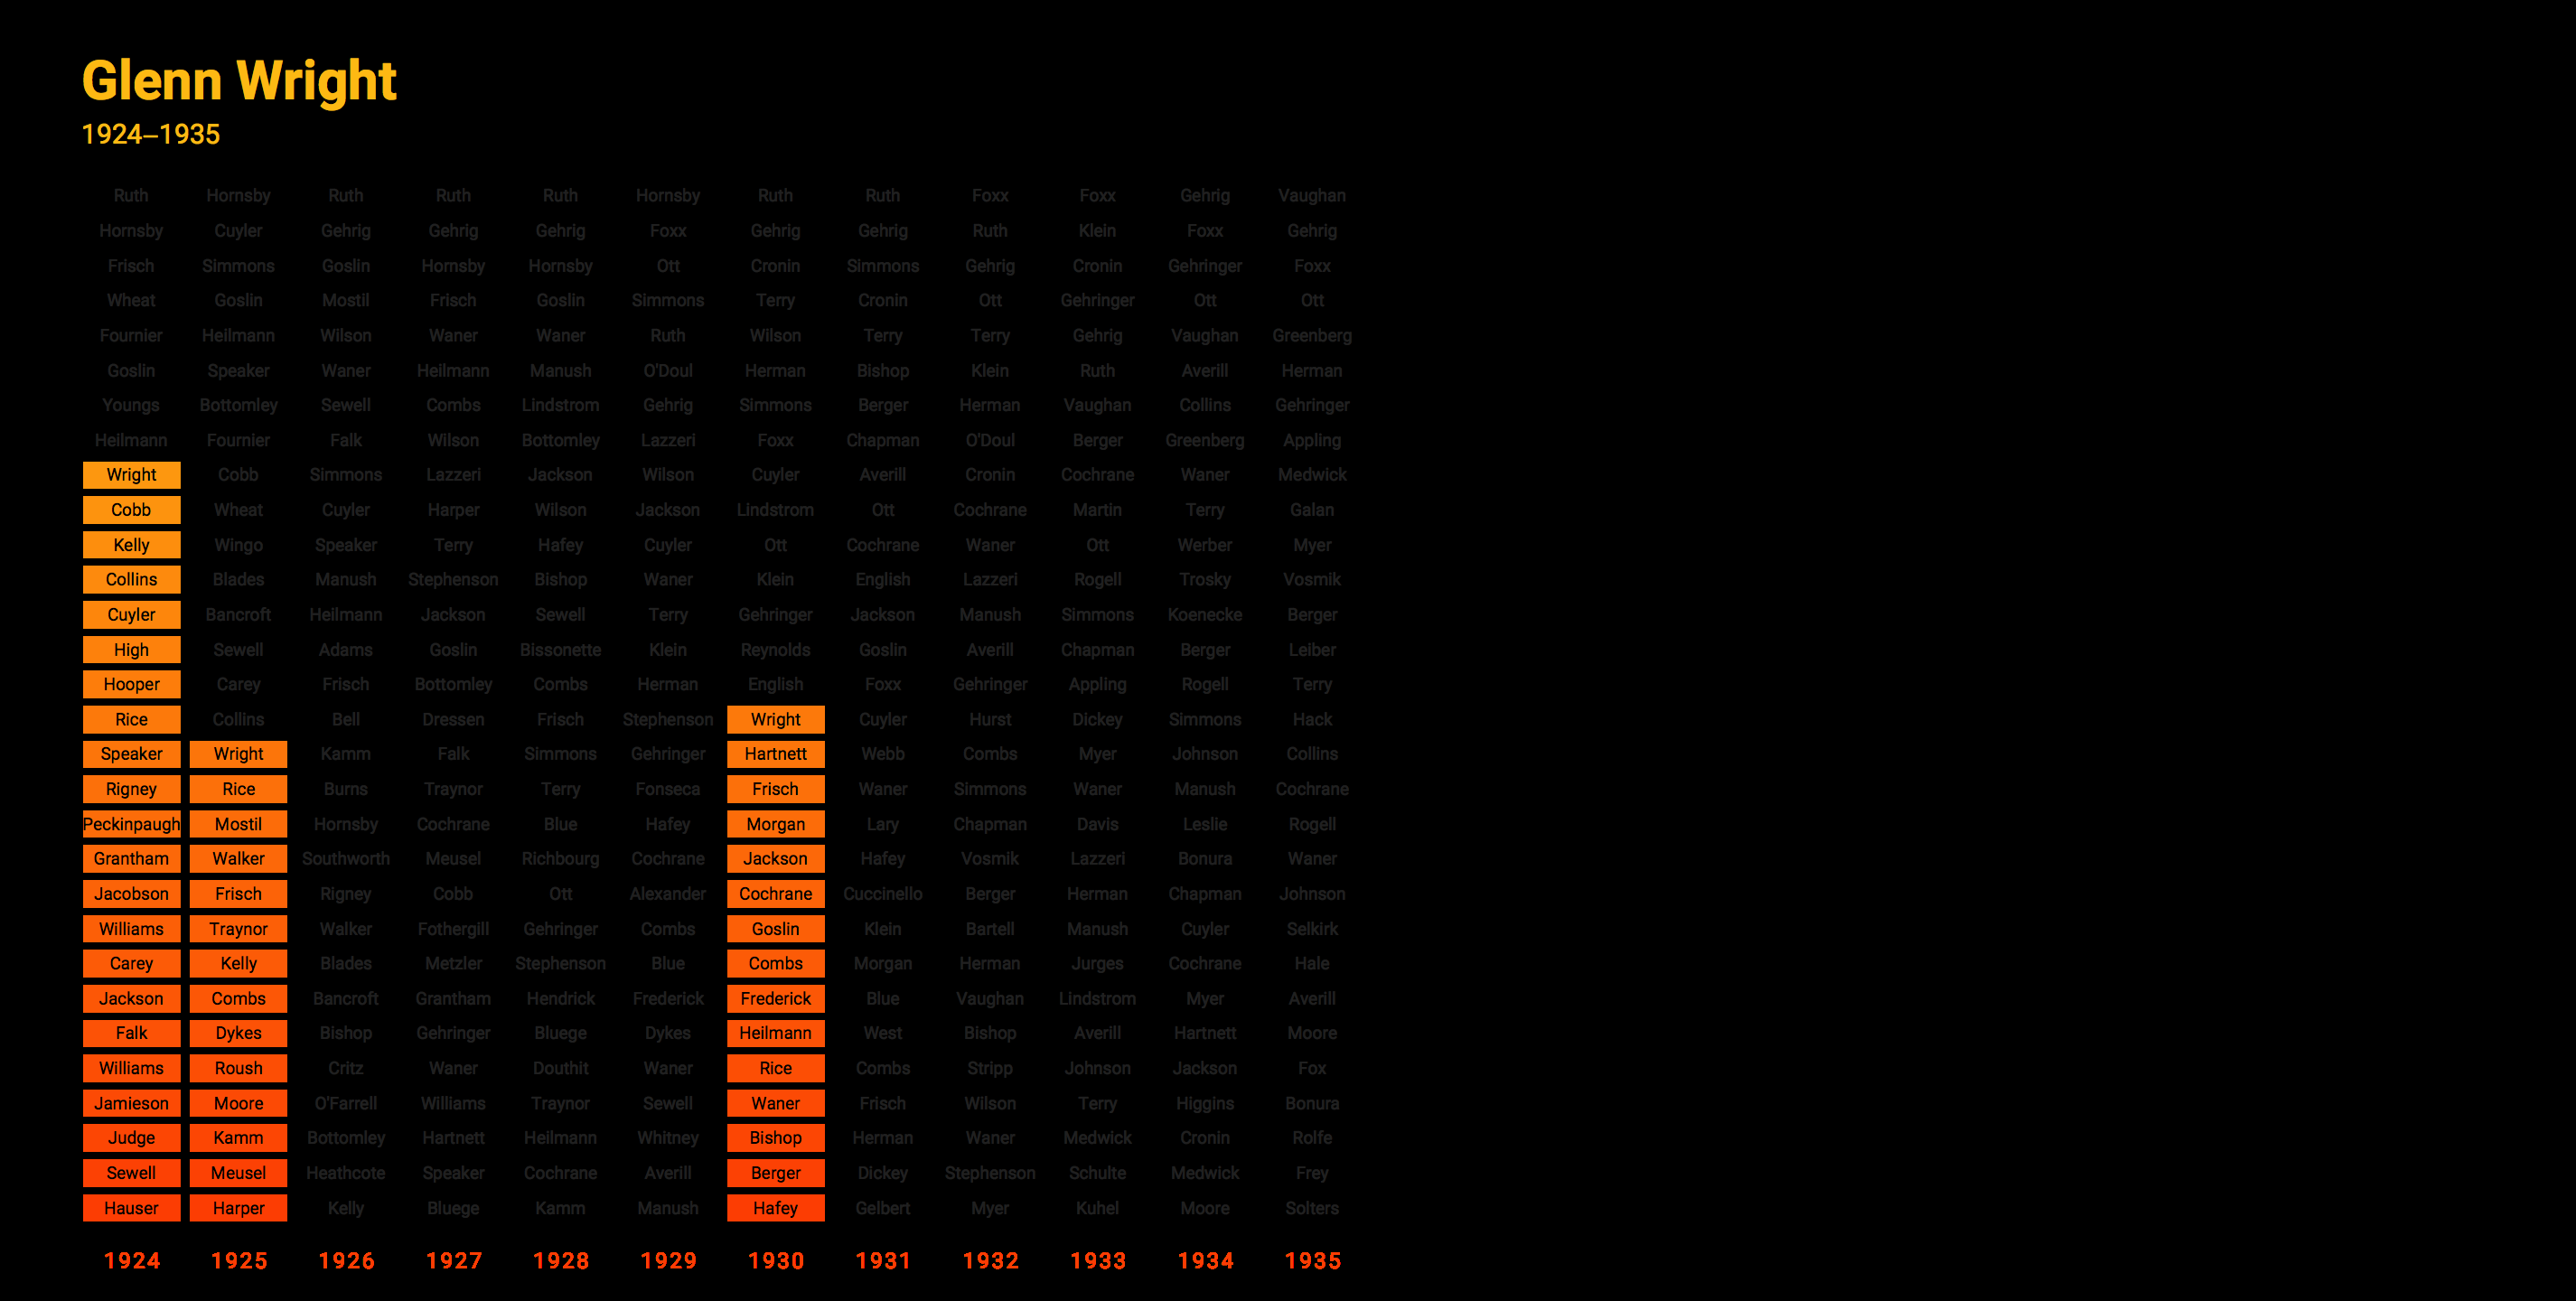 Glenn Wright
1924–1935
Ruth Hornsby Ruth Ruth Ruth Hornsby Ruth Ruth Foxx Foxx Gehrig Vaughan
Hornsby Cuyler Gehrig Gehrig Gehrig Foxx Gehrig Gehrig Ruth Klein Foxx Gehrig
Frisch Simmons Goslin Hornsby Hornsby Ott Cronin Simmons Gehrig Cronin Gehringer Foxx
Wheat Goslin Mostil Frisch Goslin Simmons Terry Cronin Ott Gehringer Ott Ott
Fournier Heilmann Wilson Waner Waner Ruth Wilson Terry Terry Gehrig Vaughan Greenberg
Goslin Speaker Waner Heilmann Manush O'Doul Herman Bishop Klein Ruth Averill Herman
Youngs Bottomley Sewell Combs Lindstrom Gehrig Simmons Berger Herman Vaughan Collins Gehringer
Heilmann Fournier Falk Wilson Bottomley Lazzeri Foxx Chapman O'Doul Berger Greenberg Appling
Wright Cobb Simmons Lazzeri Jackson Wilson Cuyler Averill Cronin Cochrane Waner Medwick
Cobb Wheat Cuyler Harper Wilson Jackson Lindstrom Ott Cochrane Martin Terry Galan
Kelly Wingo Speaker Terry Hafey Cuyler Ott Cochrane Waner Ott Werber Myer
Collins Blades Manush Stephenson Bishop Waner Klein English Lazzeri Rogell Trosky Vosmik
Cuyler Bancroft Heilmann Jackson Sewell Terry Gehringer Jackson Manush Simmons Koenecke Berger
High Sewell Adams Goslin Bissonette Klein Reynolds Goslin Averill Chapman Berger Leiber
Hooper Carey Frisch Bottomley Combs Herman English Foxx Gehringer Appling Rogell Terry
Rice Collins Bell Dressen Frisch Stephenson Wright Cuyler Hurst Dickey Simmons Hack
Speaker Wright Kamm Falk Simmons Gehringer Hartnett Webb Combs Myer Johnson Collins
Rigney Rice Burns Traynor Terry Fonseca Frisch Waner Simmons Waner Manush Cochrane
Peckinpaugh Mostil Hornsby Cochrane Blue Hafey Morgan Lary Chapman Davis Leslie Rogell
Grantham Walker Southworth Meusel Richbourg Cochrane Jackson Hafey Vosmik Lazzeri Bonura Waner
Jacobson Frisch Rigney Cobb Ott Alexander Cochrane Cuccinello Berger Herman Chapman Johnson
Williams Traynor Walker Fothergill Gehringer Combs Goslin Klein Bartell Manush Cuyler Selkirk
Carey Kelly Blades Metzler Stephenson Blue Combs Morgan Herman Jurges Cochrane Hale
Jackson Combs Bancroft Grantham Hendrick Frederick Frederick Blue Vaughan Lindstrom Myer Averill
Falk Dykes Bishop Gehringer Bluege Dykes Heilmann West Bishop Averill Hartnett Moore
Williams Roush Critz Waner Douthit Waner Rice Combs Stripp Johnson Jackson Fox
Jamieson Moore O'Farrell Williams Traynor Sewell Waner Frisch Wilson Terry Higgins Bonura
Judge Kamm Bottomley Hartnett Heilmann Whitney Bishop Herman Waner Medwick Cronin Rolfe
Sewell Meusel Heathcote Speaker Cochrane Averill Berger Dickey Stephenson Schulte Medwick Frey
Hauser Harper Kelly Bluege Kamm Manush Hafey Gelbert Myer Kuhel Moore Solters
1924 1925 1926 1927 1928 1929 1930 1931 1932 1933 1934 1935